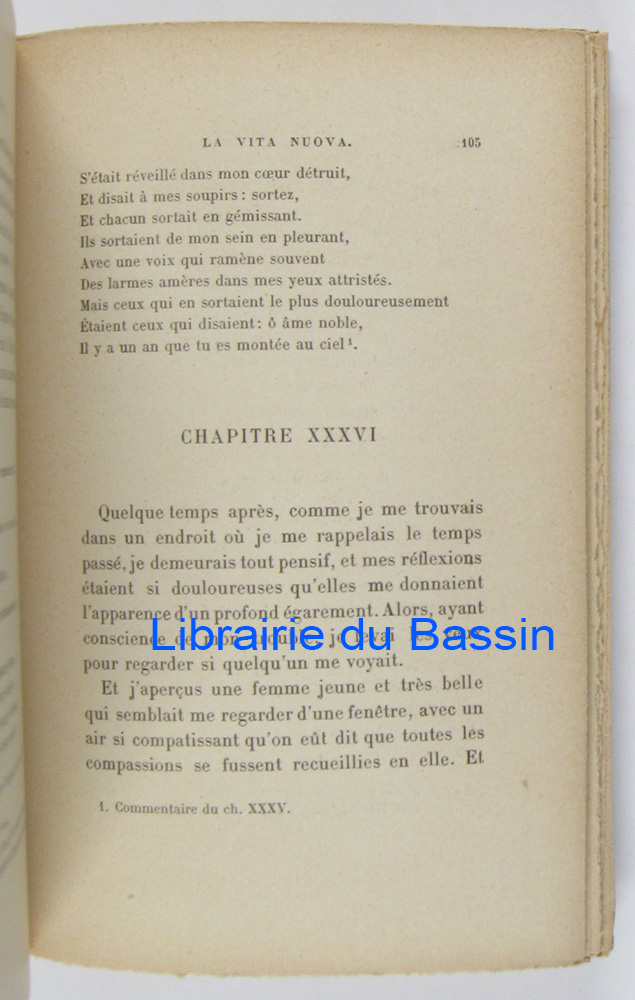 LA VITA NUOVA. 105
S'était réveillé dans mon cœur détruit,
Et disait à mes soupirs : sortez,
Et chacun sortait en gémissant.
Ils sortaient de mon sein en pleurant,
Avec une voix qui ramène souvent
Des larmes amères dans mes yeux attristés.
Mais ceux qui en sortaient le plus douloureusement
Étaient ceux qui disaient : ô âme noble,
Il y a un an que tu es montée au ciel¹.
CHAPITRE XXXVI
Quelque temps après, comme je me trouvais
dans un endroit où je me rappelais le temps
passé, je demeurais tout pensif, et mes réflexions
étaient si douloureuses qu'elles me donnaient
l'apparence d'un profond égarement. Alors, ayant
conscience de mon trouble, je levai les yeux
pour regarder si quelqu'un me voyait.
Librairie du Bassin
Et j'aperçus une femme jeune et très belle
qui semblait me regarder d'une fenêtre, avec un
air si compatissant qu'on eût dit que toutes les
compassions se fussent recueillies en elle. Et
1. Commentaire du ch. XXXV.